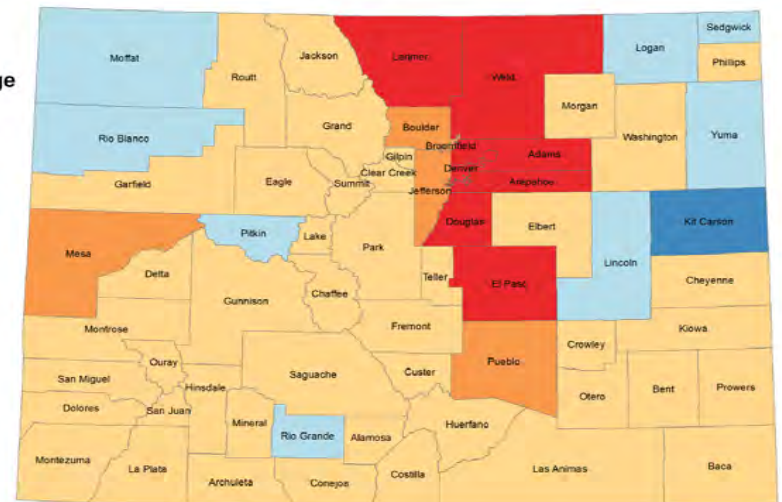 ge
Moffat
Routt
Jackson
Larimer
Weld
Logan
Sedgwick
Phillips
Morgan
Rio Blanco
Grand
Boulder
Broomfield
Washington
Yuma
Gilpin
Clear Creek
Adams
Denver
Arapahoe
Garfield
Eagle
Summit
Jefferson
Douglas
Elbert
Kit Carson
Pitkin
Lake
Park
Lincoln
Mesa
Delta
Teller
El Paso
Cheyenne
Gunnison
Chaffee
Montrose
Fremont
Kiowa
Crowley
Ouray
Pueblo
San Miguel
Hinsdale
Saguache
Custer
Otero
Bent
Prowers
Dolores
San Juan
Mineral
Rio Grande
Alamosa
Huerfano
Montezuma
La Plata
Archuleta
Conejos
Costilla
Las Animas
Baca